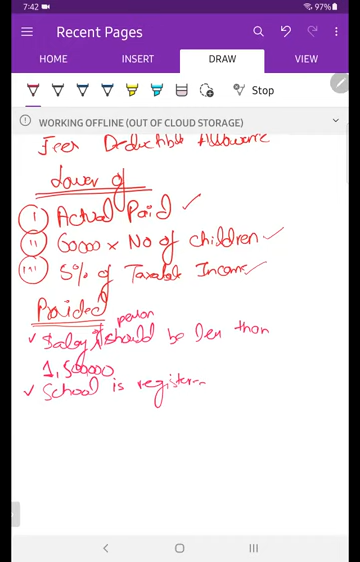 7:42
97%
Recent Pages
HOME INSERT DRAW VIEW
Stop
WORKING OFFLINE (OUT OF CLOUD STORAGE)
Fees Deductible Allowance
Lower of
(i) Actual Paid ✓
(ii) 60000 x No of children ✓
(iii) 5% of Taxable Income ✓
Provided
✓ Salary of person should be less than
1,500000
✓ School is register